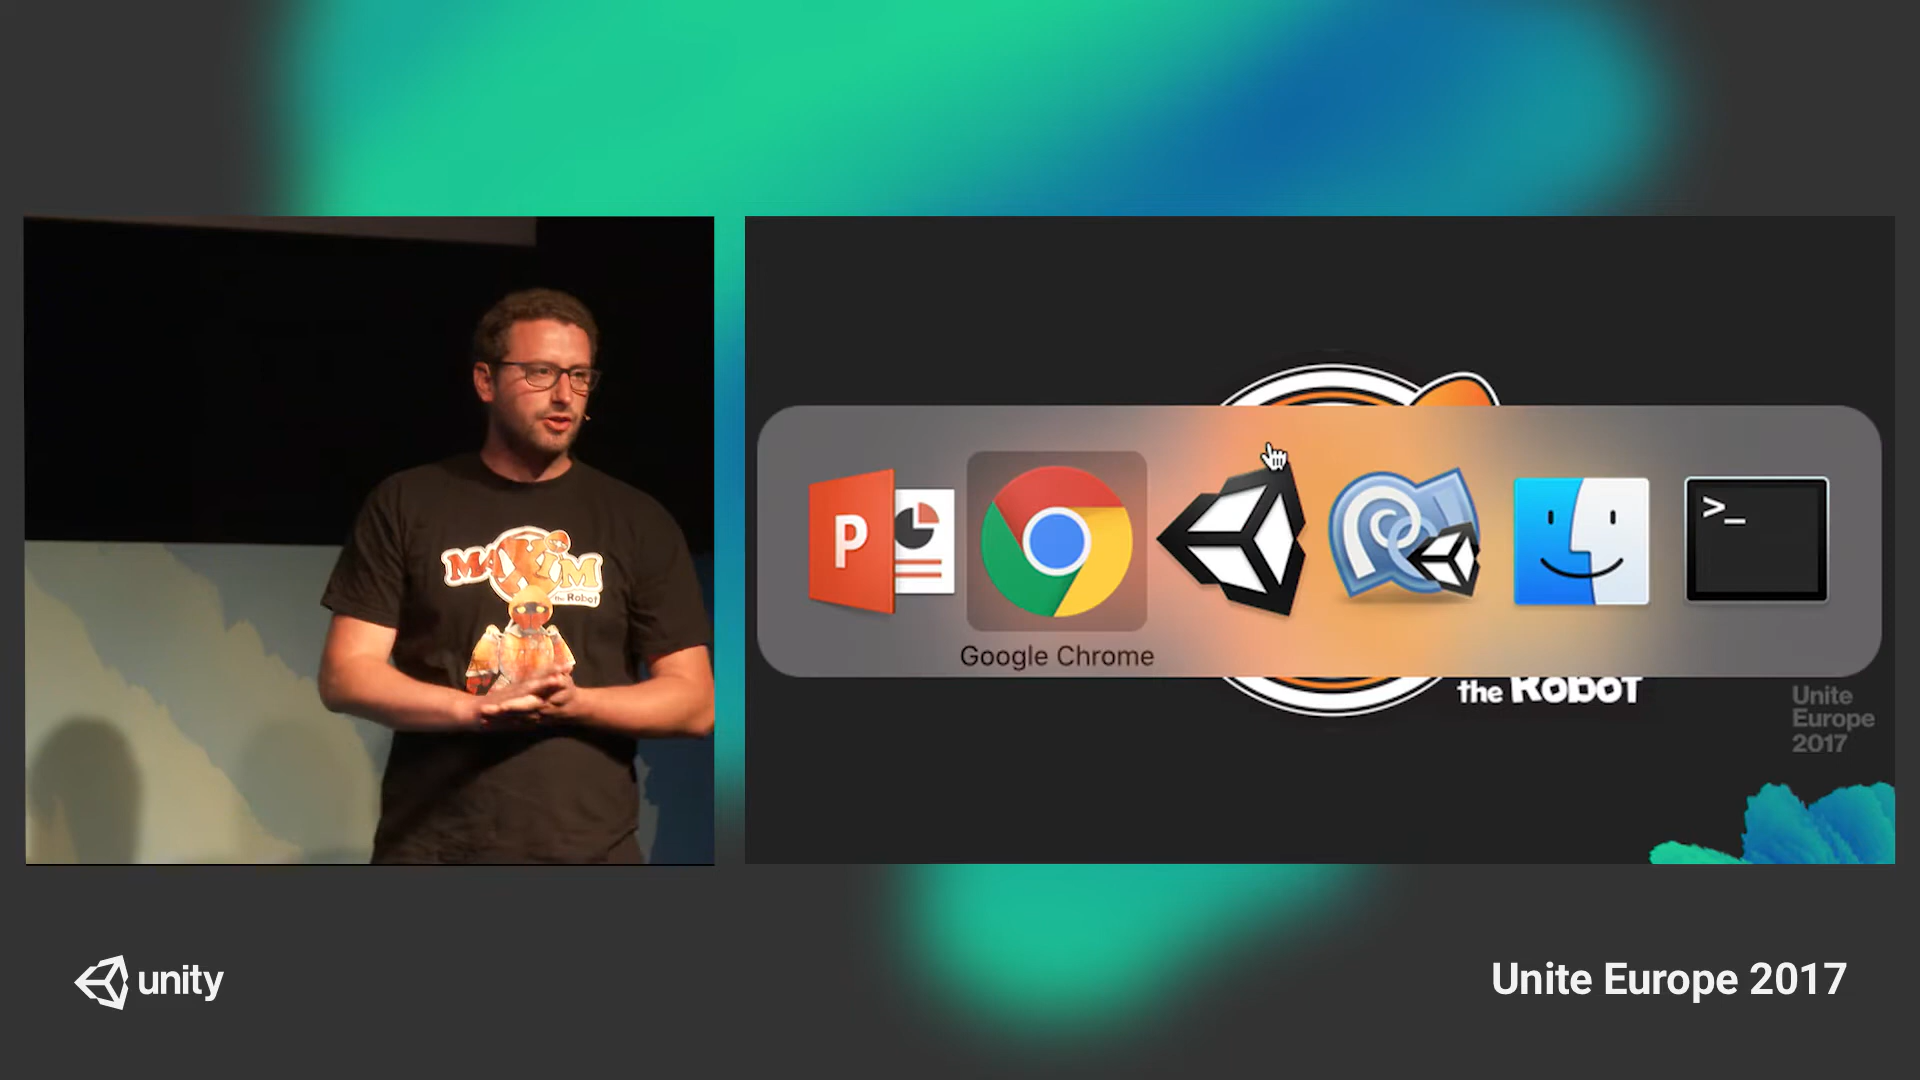 MAXiM
the Robot
P
Google Chrome
>_
the RoboT
Unite
Europe
2017
unity
Unite Europe 2017